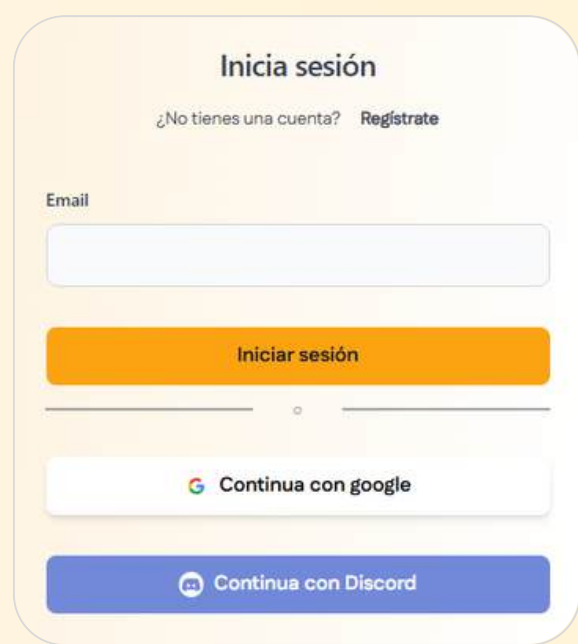 Inicia sesión
¿No tienes una cuenta? Regístrate
Email
Iniciar sesión
o
Continua con google
Continua con Discord